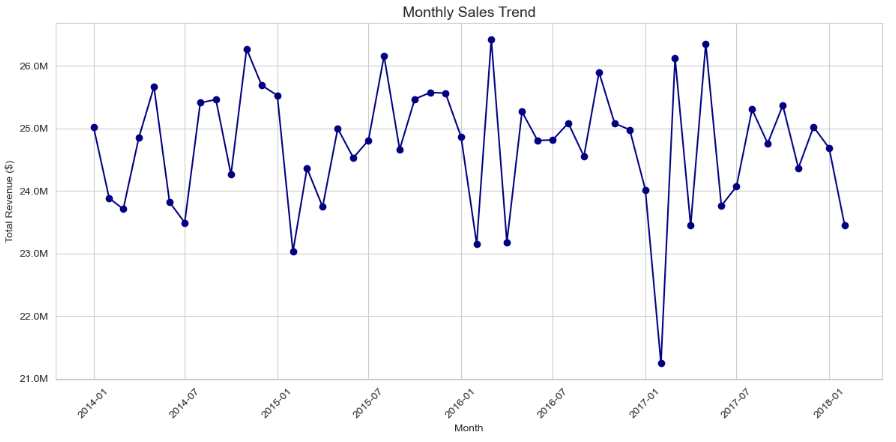 Monthly Sales Trend
Total Revenue ($)
26.0M
25.0M
24.0M
23.0M
22.0M
21.0M
2014-01
2014-07
2015-01
2015-07
2016-01
2016-07
2017-01
2017-07
2018-01
Month